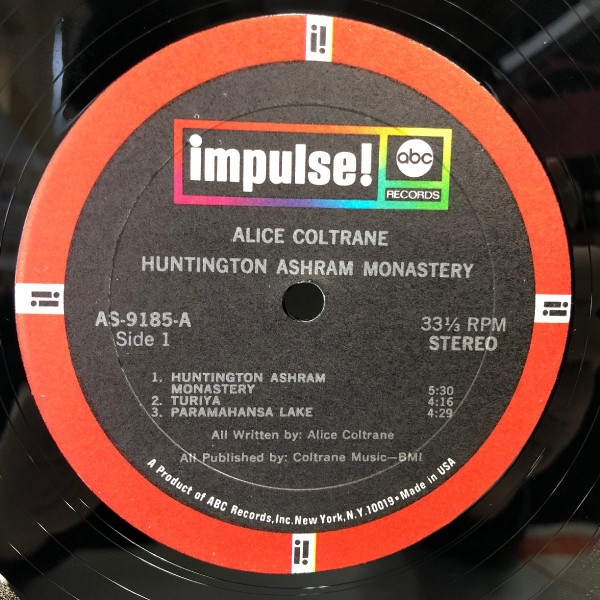 i!
impulse!
abc
RECORDS
ALICE COLTRANE
HUNTINGTON ASHRAM MONASTERY
i!
i!
AS-9185-A
33⅓ RPM
Side 1
STEREO
1. HUNTINGTON ASHRAM
MONASTERY 5:30
2. TURIYA 4:16
3. PARAMAHANSA LAKE 4:29
All Written by: Alice Coltrane
All Published by: Coltrane Music—BMI
A Product of ABC Records, Inc. New York, N.Y. 10019 • Made in USA
i!